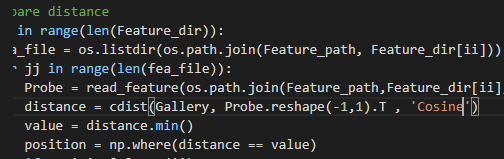 pare distance
in range(len(Feature_dir)):
a_file = os.listdir(os.path.join(Feature_path, Feature_dir[ii]))
jj in range(len(fea_file)):
Probe = read_feature(os.path.join(Feature_path,Feature_dir[ii],
distance = cdist(Gallery, Probe.reshape(-1,1).T , 'Cosine')
value = distance.min()
position = np.where(distance == value)